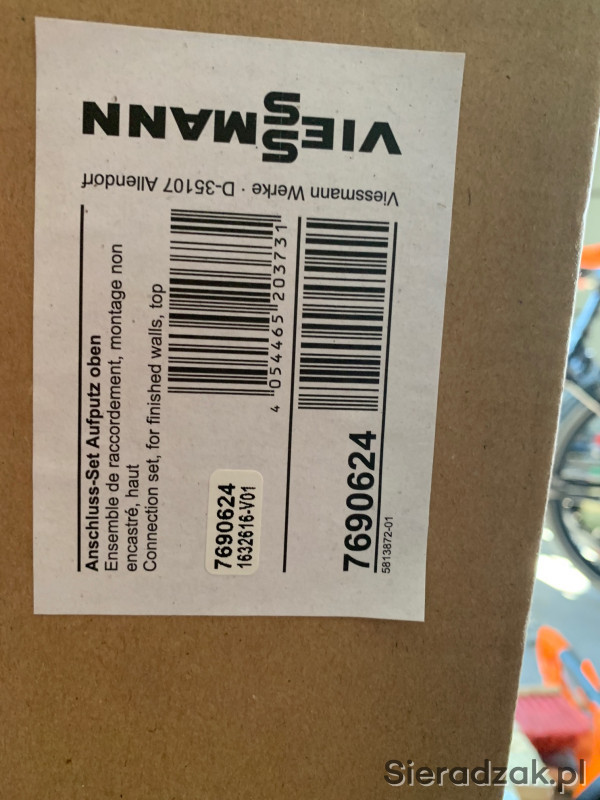 VIESSMANN
Viessmann Werke · D-35107 Allendorf
Anschluss-Set Aufputz oben
Ensemble de raccordement, montage non
encastré, haut
Connection set, for finished walls, top
4 054465 203731
7690624
1632616-V01
7690624
5813872-01
Sieradzak.pl